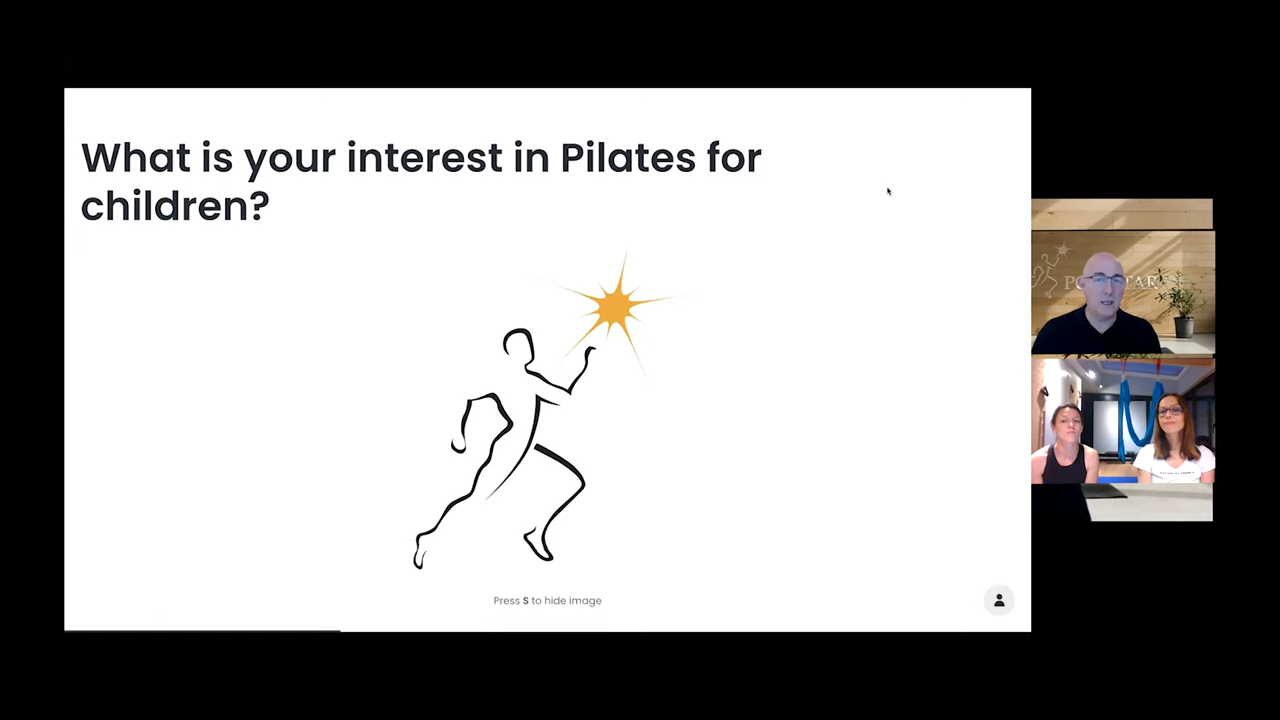 What is your interest in Pilates for
children?
Press S to hide image